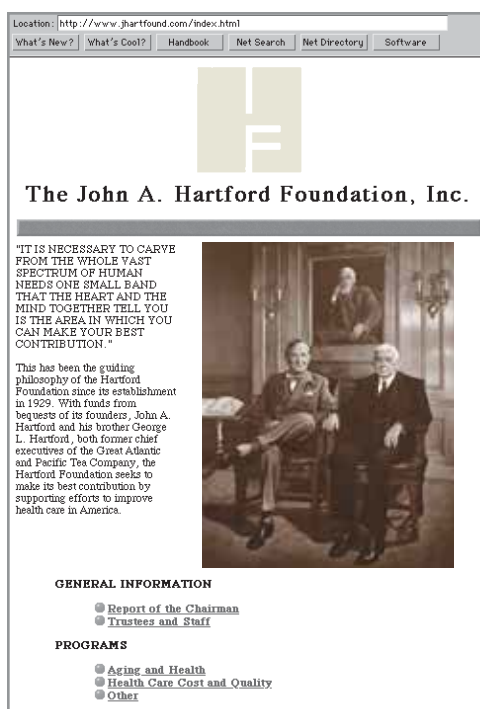 Location: http://www.jhartfound.com/index.html
What's New? What's Cool? Handbook Net Search Net Directory Software
HF
The John A. Hartford Foundation, Inc.
"IT IS NECESSARY TO CARVE
FROM THE WHOLE VAST
SPECTRUM OF HUMAN
NEEDS ONE SMALL BAND
THAT THE HEART AND THE
MIND TOGETHER TELL YOU
IS THE AREA IN WHICH YOU
CAN MAKE YOUR BEST
CONTRIBUTION."
This has been the guiding
philosophy of the Hartford
Foundation since its establishment
in 1929. With funds from
bequests of its founders, John A.
Hartford and his brother George
L. Hartford, both former chief
executives of the Great Atlantic
and Pacific Tea Company, the
Hartford Foundation seeks to
make its best contribution by
supporting efforts to improve
health care in America.
GENERAL INFORMATION
Report of the Chairman
Trustees and Staff
PROGRAMS
Aging and Health
Health Care Cost and Quality
Other